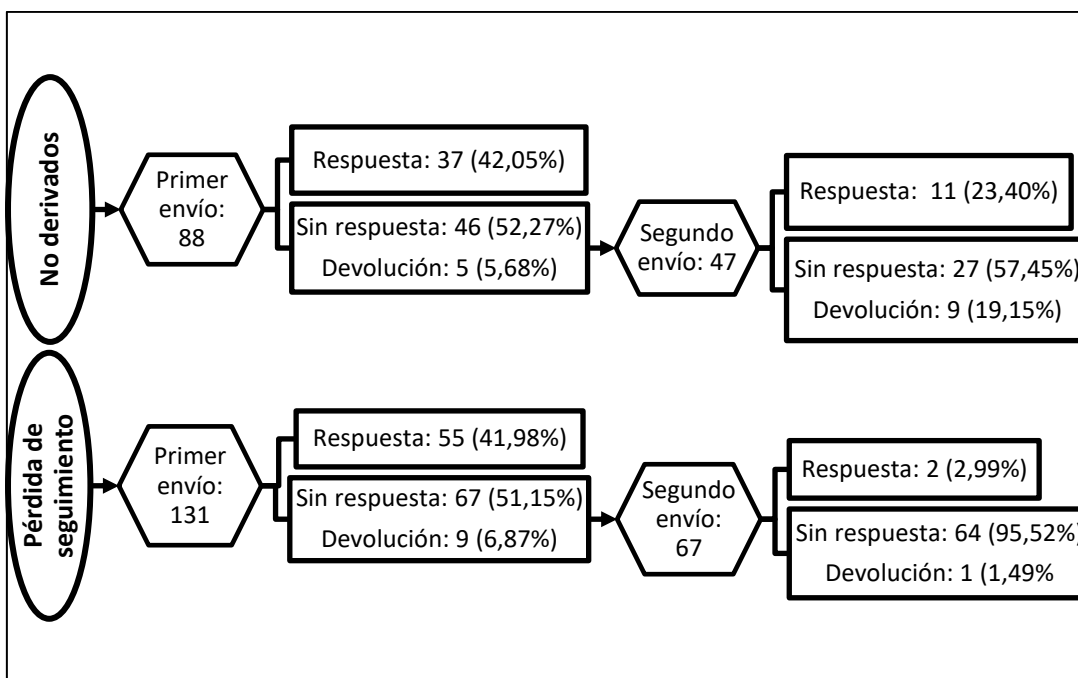 No derivados
Primer
envío:
88
Respuesta: 37 (42,05%)
Sin respuesta: 46 (52,27%)
Devolución: 5 (5,68%)
Segundo
envío: 47
Respuesta: 11 (23,40%)
Sin respuesta: 27 (57,45%)
Devolución: 9 (19,15%)
Pérdida de
seguimiento
Primer
envío:
131
Respuesta: 55 (41,98%)
Sin respuesta: 67 (51,15%)
Devolución: 9 (6,87%)
Segundo
envío:
67
Respuesta: 2 (2,99%)
Sin respuesta: 64 (95,52%)
Devolución: 1 (1,49%